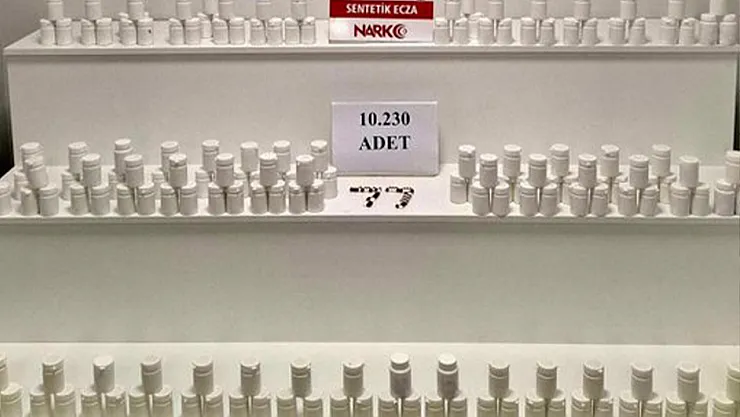 SENTETİK ECZA
NARKO
10.230
ADET